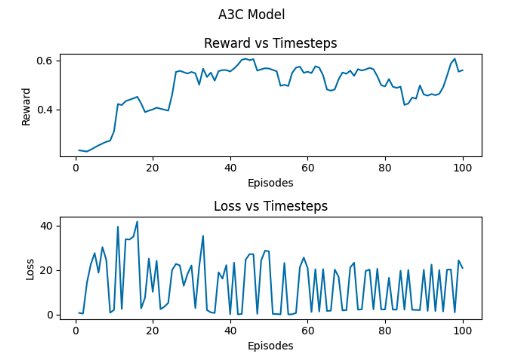 A3C Model
Reward vs Timesteps
0.6
0.4
Reward
0 20 40 60 80 100
Episodes
Loss vs Timesteps
40
20
0
Loss
0 20 40 60 80 100
Episodes